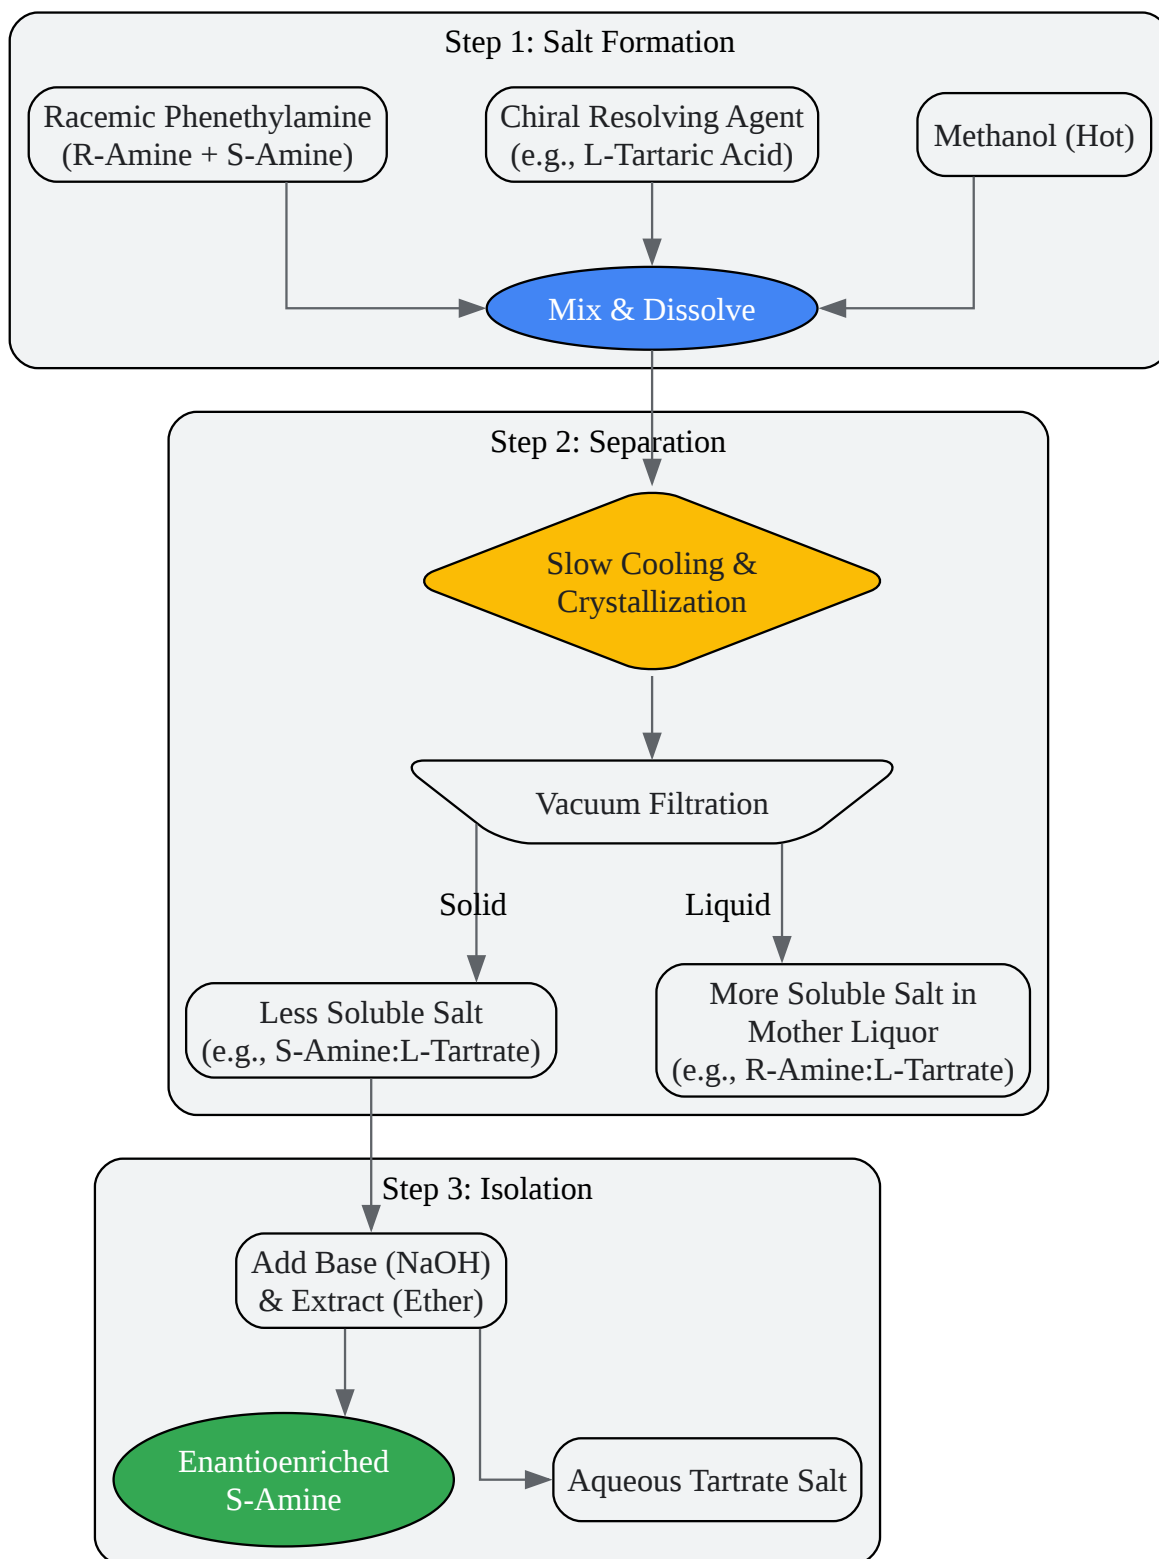 Step 1: Salt Formation
Racemic Phenethylamine
(R-Amine + S-Amine)
Chiral Resolving Agent
(e.g., L-Tartaric Acid)
Methanol (Hot)
Mix & Dissolve
Step 2: Separation
Slow Cooling &
Crystallization
Vacuum Filtration
Solid
Liquid
Less Soluble Salt
(e.g., S-Amine:L-Tartrate)
More Soluble Salt in
Mother Liquor
(e.g., R-Amine:L-Tartrate)
Step 3: Isolation
Add Base (NaOH)
& Extract (Ether)
Enantioenriched
S-Amine
Aqueous Tartrate Salt